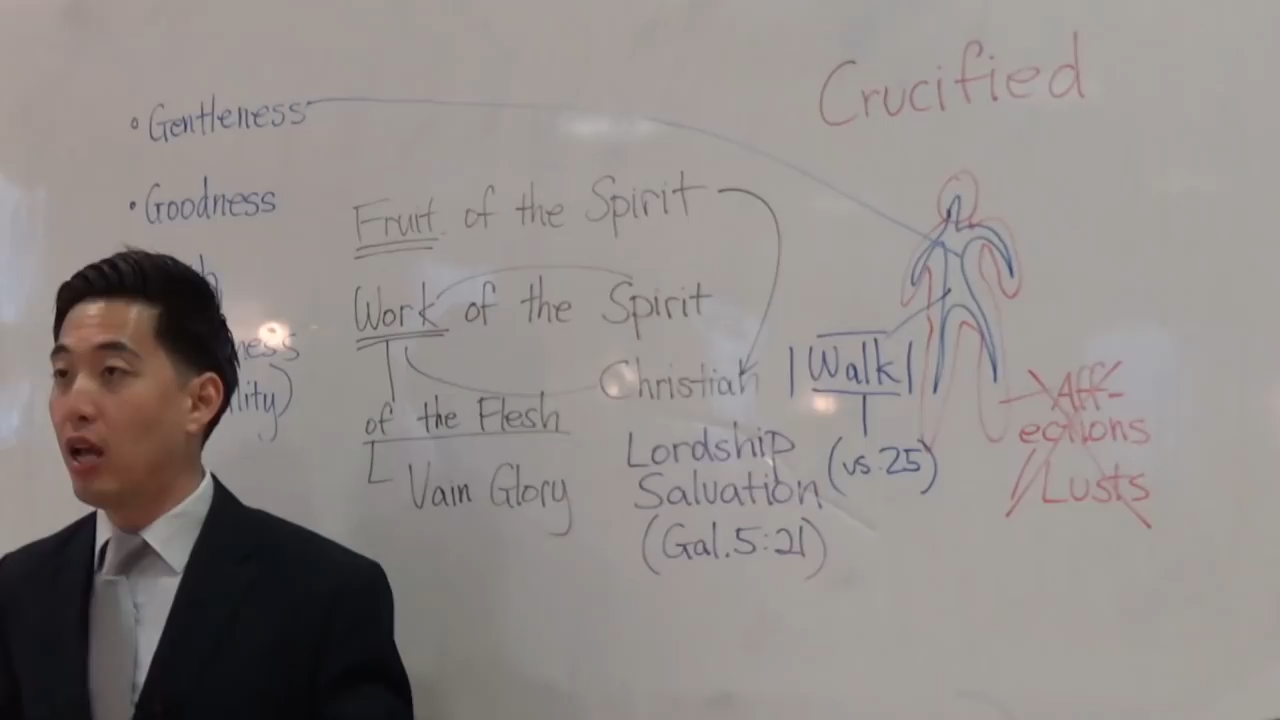 • Gentleness
• Goodness
ness
lity)
Fruit of the Spirit
Work of the Spirit
Christian
of the Flesh
Vain Glory
Lordship
Salvation
(Gal. 5:21)
Walk
(vs. 25)
Crucified
Aff-
ections
Lusts